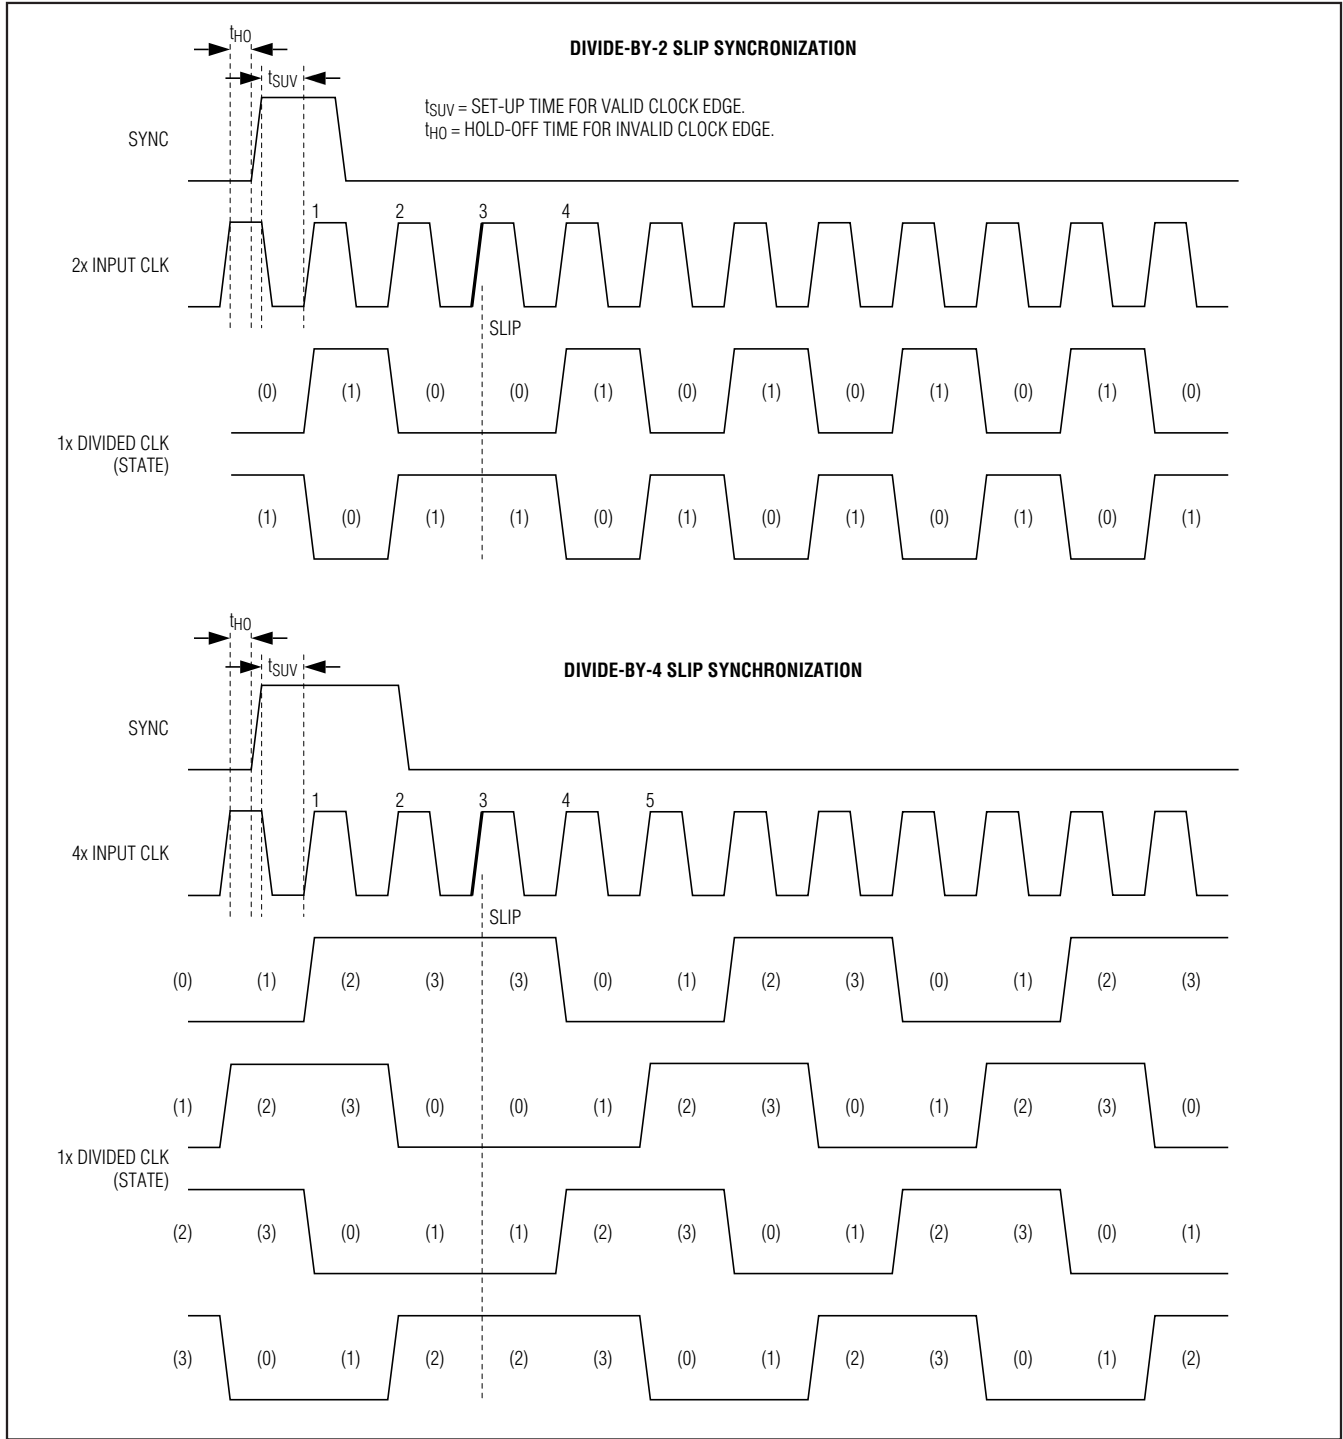 tHO
DIVIDE-BY-2 SLIP SYNCRONIZATION
tSUV
tSUV = SET-UP TIME FOR VALID CLOCK EDGE.
tHO = HOLD-OFF TIME FOR INVALID CLOCK EDGE.
SYNC
1 2 3 4
2x INPUT CLK
SLIP
(0) (1) (0) (0) (1) (0) (1) (0) (1) (0) (1) (0)
1x DIVIDED CLK
(STATE)
(1) (0) (1) (1) (0) (1) (0) (1) (0) (1) (0) (1)
tHO
tSUV
DIVIDE-BY-4 SLIP SYNCHRONIZATION
SYNC
1 2 3 4 5
4x INPUT CLK
SLIP
(0) (1) (2) (3) (3) (0) (1) (2) (3) (0) (1) (2) (3)
(1) (2) (3) (0) (0) (1) (2) (3) (0) (1) (2) (3) (0)
1x DIVIDED CLK
(STATE)
(2) (3) (0) (1) (1) (2) (3) (0) (1) (2) (3) (0) (1)
(3) (0) (1) (2) (2) (3) (0) (1) (2) (3) (0) (1) (2)